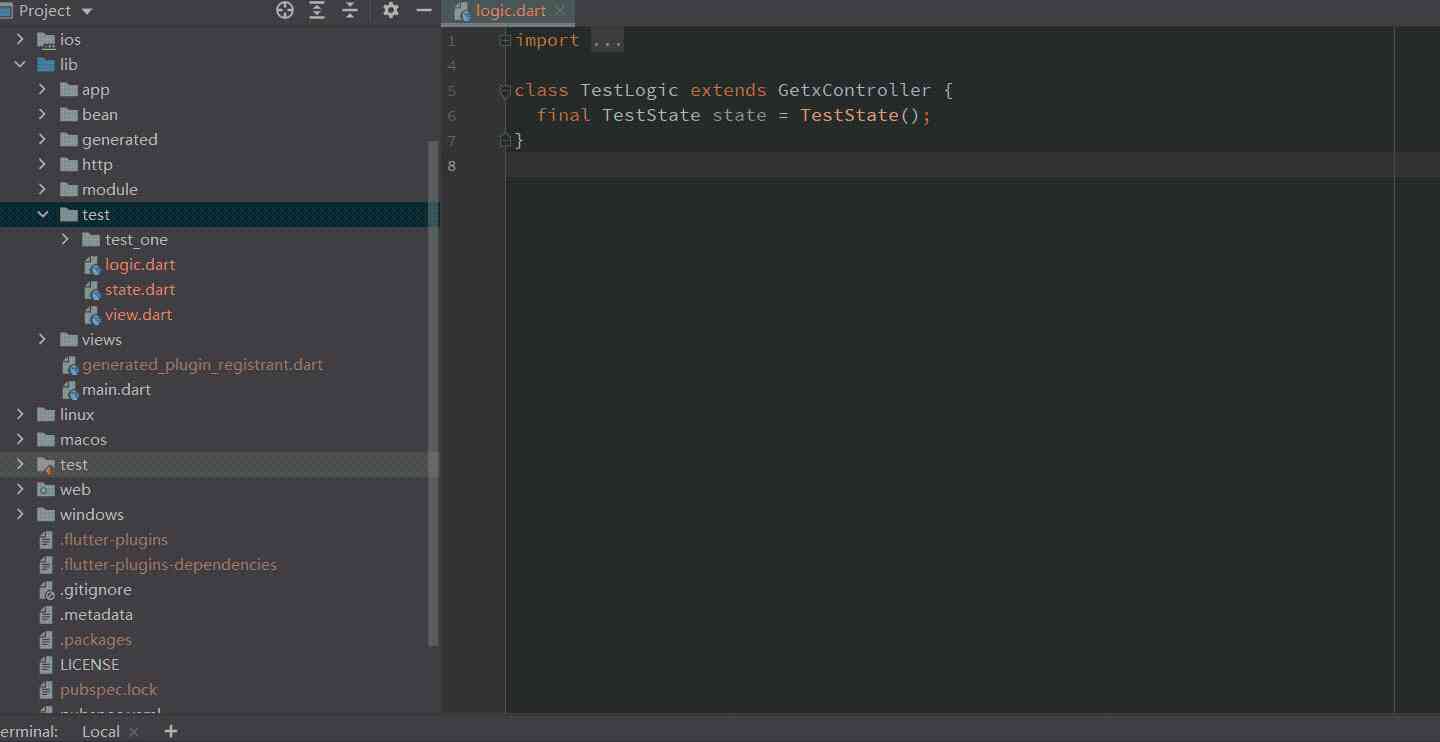 Project
ios
lib
app
bean
generated
http
module
test
test_one
logic.dart
state.dart
view.dart
views
generated_plugin_registrant.dart
main.dart
linux
macos
test
web
windows
.flutter-plugins
.flutter-plugins-dependencies
.gitignore
.metadata
.packages
LICENSE
pubspec.lock
logic.dart
1 import ...
4
5 class TestLogic extends GetxController {
6 final TestState state = TestState();
7 }
8
erminal: Local